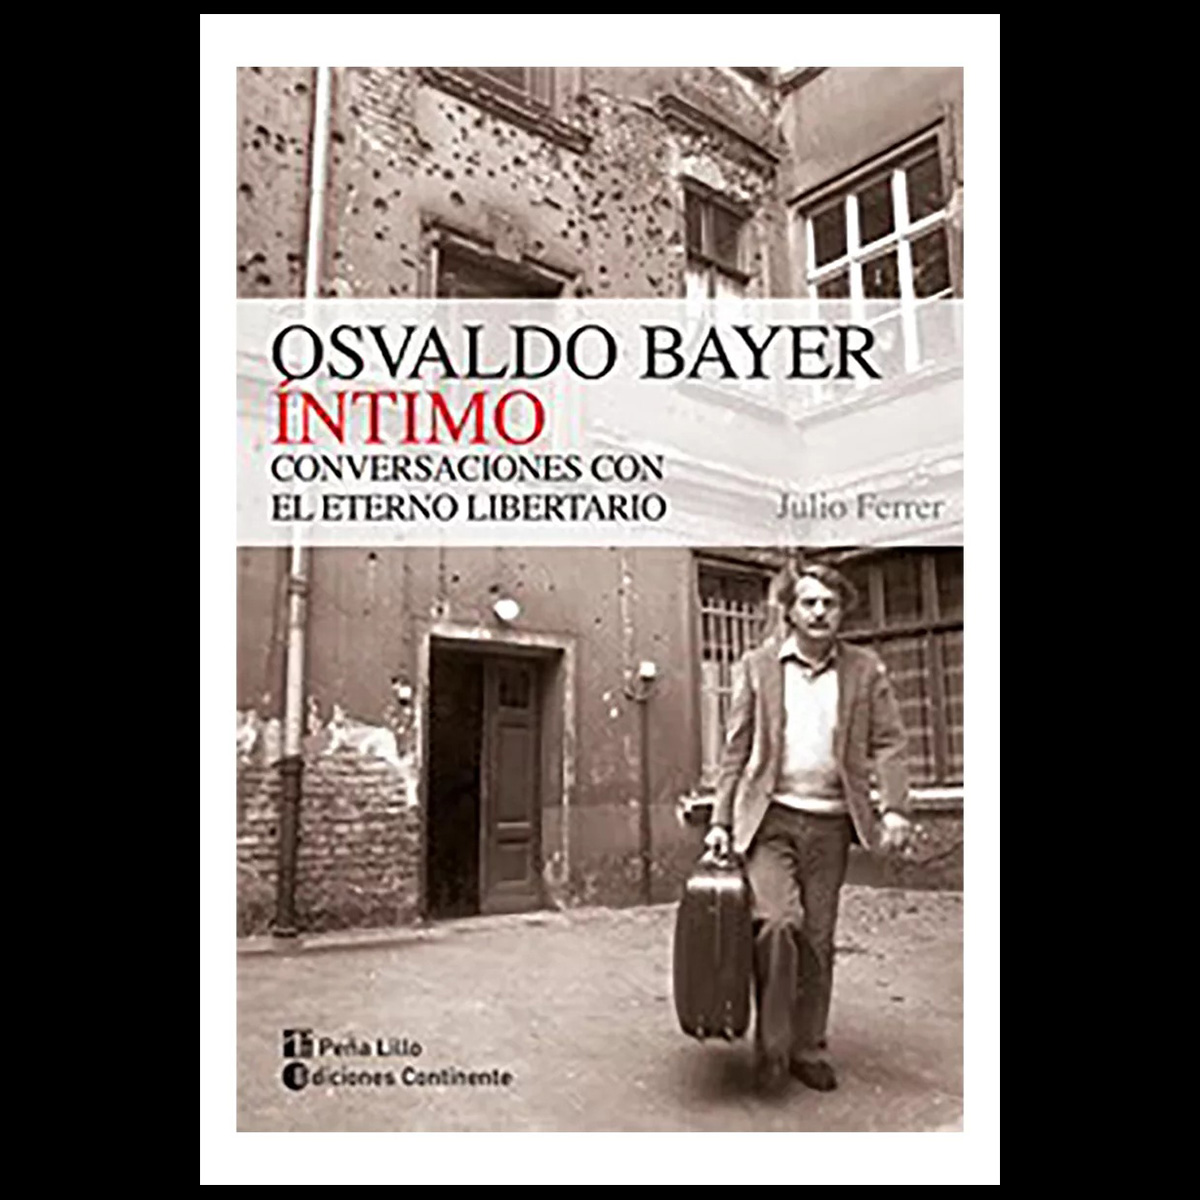 OSVALDO BAYER
ÍNTIMO
CONVERSACIONES CON
EL ETERNO LIBERTARIO
Julio Ferrer
Peña Lillo
Ediciones Continente